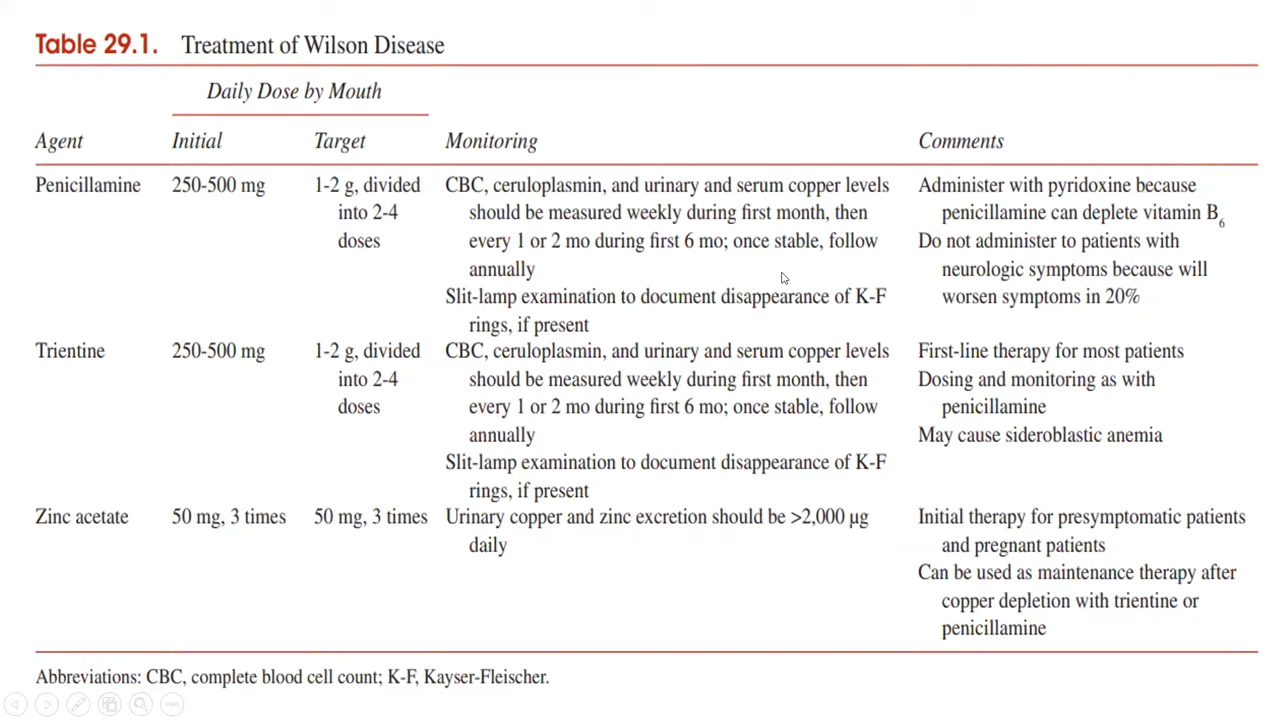 Table 29.1. Treatment of Wilson Disease
Daily Dose by Mouth
Agent Initial Target Monitoring Comments
Penicillamine 250-500 mg 1-2 g, divided CBC, ceruloplasmin, and urinary and serum copper levels Administer with pyridoxine because
into 2-4 should be measured weekly during first month, then penicillamine can deplete vitamin B6
doses every 1 or 2 mo during first 6 mo; once stable, follow Do not administer to patients with
annually neurologic symptoms because will
Slit-lamp examination to document disappearance of K-F worsen symptoms in 20%
rings, if present
Trientine 250-500 mg 1-2 g, divided CBC, ceruloplasmin, and urinary and serum copper levels First-line therapy for most patients
into 2-4 should be measured weekly during first month, then Dosing and monitoring as with
doses every 1 or 2 mo during first 6 mo; once stable, follow penicillamine
annually May cause sideroblastic anemia
Slit-lamp examination to document disappearance of K-F
rings, if present
Zinc acetate 50 mg, 3 times 50 mg, 3 times Urinary copper and zinc excretion should be >2,000 µg Initial therapy for presymptomatic patients
daily and pregnant patients
Can be used as maintenance therapy after
copper depletion with trientine or
penicillamine
Abbreviations: CBC, complete blood cell count; K-F, Kayser-Fleischer.